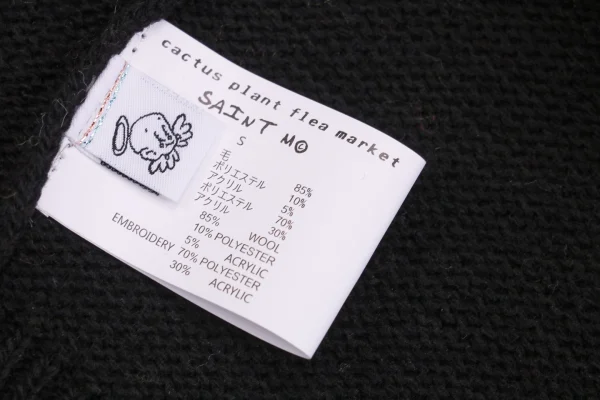 cactus plant flea market
SAINT M©
S
毛 85%
ポリエステル 10%
アクリル 5%
ポリエステル 70%
アクリル 30%
85% WOOL
10% POLYESTER
5% ACRYLIC
EMBROIDERY 70% POLYESTER
30% ACRYLIC